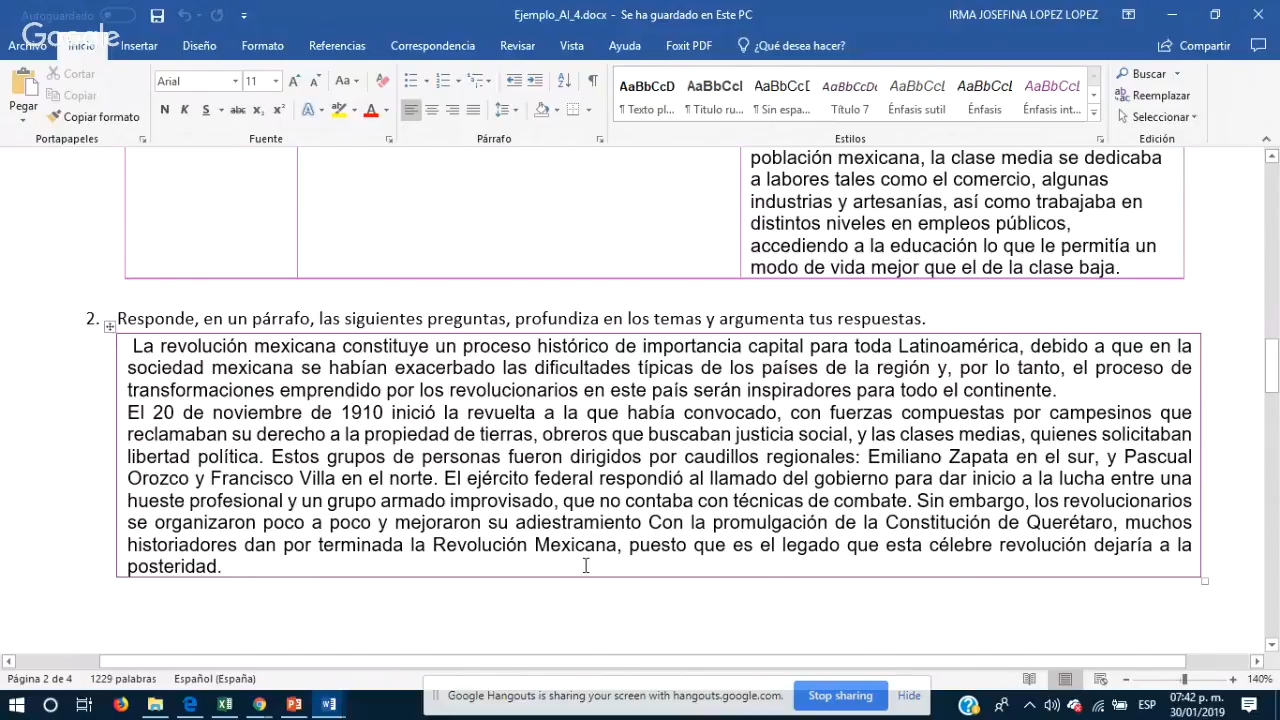 Autoguardado
Ejemplo_AI_4.docx - Se ha guardado en Este PC
IRMA JOSEFINA LOPEZ LOPEZ
Google
Archivo Inicio Insertar Diseño Formato Referencias Correspondencia Revisar Vista Ayuda Foxit PDF ¿Qué desea hacer? Compartir
Pegar
Cortar
Copiar
Copiar formato
Portapapeles
Arial 11
Aa
N K S abc x₂ x²
A A
Fuente
Párrafo
AaBbCcD AaBbCcI AaBbCcD AaBbCcDc AaBbCcI AaBbCcI AaBbCcI
¶ Texto pl... ¶ Título ru... ¶ Sin espa... Título 7 Énfasis sutil Énfasis Énfasis int...
Estilos
Buscar
Reemplazar
Seleccionar
Edición
población mexicana, la clase media se dedicaba
a labores tales como el comercio, algunas
industrias y artesanías, así como trabajaba en
distintos niveles en empleos públicos,
accediendo a la educación lo que le permitía un
modo de vida mejor que el de la clase baja.
2. Responde, en un párrafo, las siguientes preguntas, profundiza en los temas y argumenta tus respuestas.
La revolución mexicana constituye un proceso histórico de importancia capital para toda Latinoamérica, debido a que en la
sociedad mexicana se habían exacerbado las dificultades típicas de los países de la región y, por lo tanto, el proceso de
transformaciones emprendido por los revolucionarios en este país serán inspiradores para todo el continente.
El 20 de noviembre de 1910 inició la revuelta a la que había convocado, con fuerzas compuestas por campesinos que
reclamaban su derecho a la propiedad de tierras, obreros que buscaban justicia social, y las clases medias, quienes solicitaban
libertad política. Estos grupos de personas fueron dirigidos por caudillos regionales: Emiliano Zapata en el sur, y Pascual
Orozco y Francisco Villa en el norte. El ejército federal respondió al llamado del gobierno para dar inicio a la lucha entre una
hueste profesional y un grupo armado improvisado, que no contaba con técnicas de combate. Sin embargo, los revolucionarios
se organizaron poco a poco y mejoraron su adiestramiento Con la promulgación de la Constitución de Querétaro, muchos
historiadores dan por terminada la Revolución Mexicana, puesto que es el legado que esta célebre revolución dejaría a la
posteridad.
Página 2 de 4 1229 palabras Español (España) 140%
Google Hangouts is sharing your screen with hangouts.google.com. Stop sharing Hide
ESP
07:42 p. m.
30/01/2019